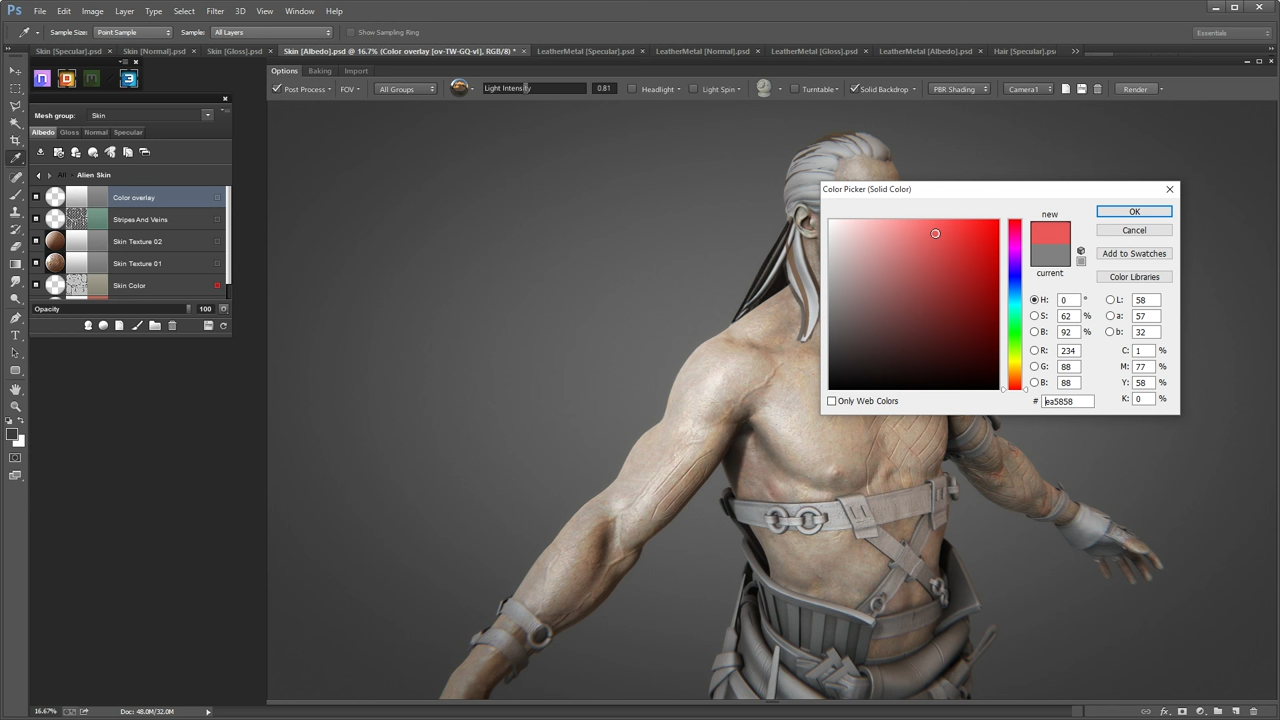 Ps File Edit Image Layer Type Select Filter 3D View Window Help
Sample Size: Point Sample Sample: All Layers Show Sampling Ring Essentials
Skin [Specular].psd × Skin [Normal].psd × Skin [Gloss].psd × Skin [Albedo].psd @ 16.7% (Color overlay [ov-TW-GQ-vl], RGB/8) * × LeatherMetal [Specular].psd × LeatherMetal [Normal].psd × LeatherMetal [Gloss].psd × LeatherMetal [Albedo].psd × Hair [Specular].psd
Options Baking Import
Post Process FOV All Groups Light Intensity 0.81 Headlight Light Spin Turntable Backdrop PBR Shading Camera1 Render
Mesh group: Skin
Albedo Gloss Normal Specular
All Alien Skin
Color overlay
Stripes And Veins
Skin Texture 02
Skin Texture 01
Skin Color
Opacity 100
Color Picker (Solid Color)
new
current
OK
Cancel
Add to Swatches
Color Libraries
H: 0 ° L: 58
S: 62 % a: 57
B: 92 % b: 32
R: 234 C: 1 %
G: 88 M: 77 %
B: 88 Y: 58 %
# ea5858 K: 0 %
Only Web Colors
16.67% Doc: 48.0M/32.0M